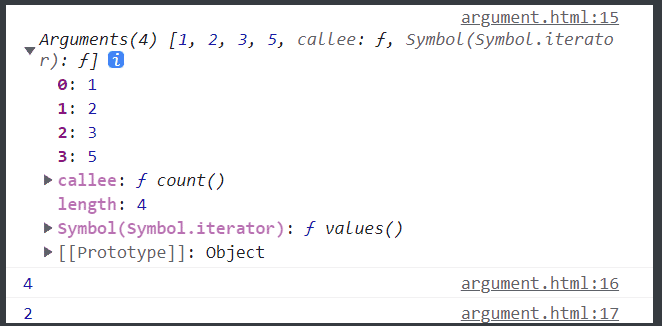 argument.html:15
Arguments(4) [1, 2, 3, 5, callee: ƒ, Symbol(Symbol.iterato
r): ƒ] i
0: 1
1: 2
2: 3
3: 5
callee: ƒ count()
length: 4
Symbol(Symbol.iterator): ƒ values()
[[Prototype]]: Object
4 argument.html:16
2 argument.html:17